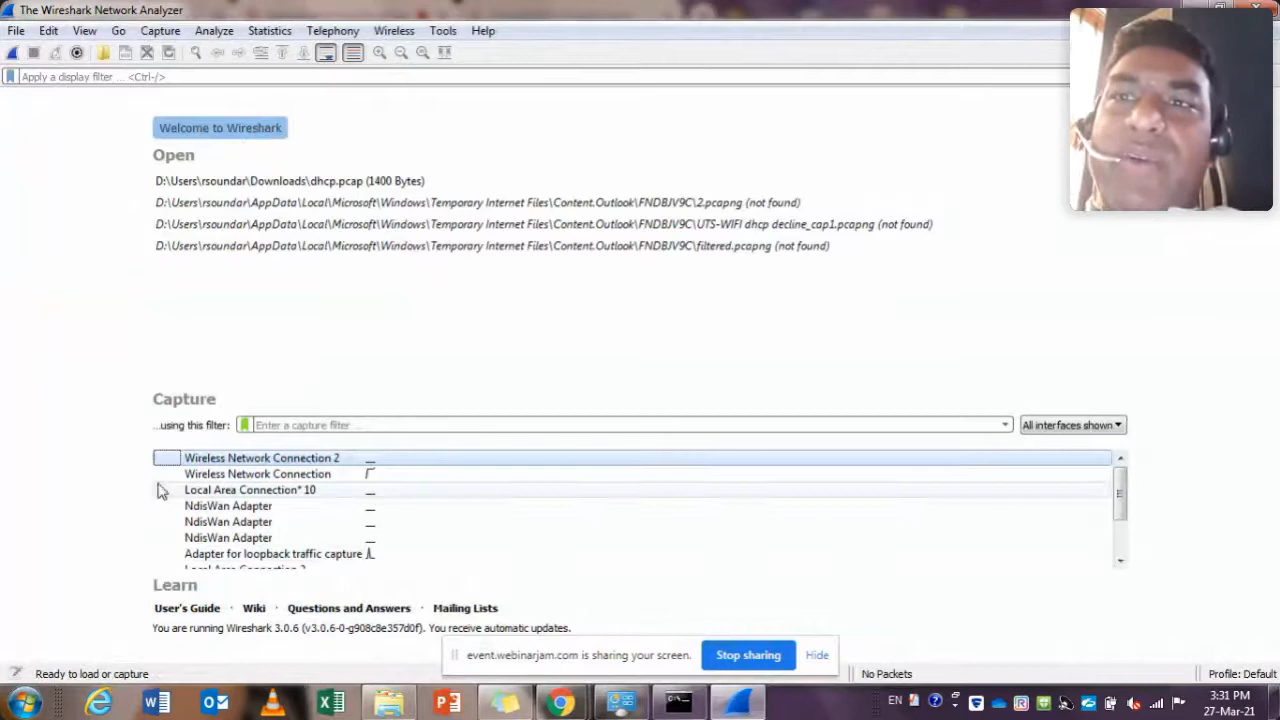 The Wireshark Network Analyzer
File Edit View Go Capture Analyze Statistics Telephony Wireless Tools Help
Apply a display filter ... <Ctrl-/>
Welcome to Wireshark
Open
D:\Users\rsoundar\Downloads\dhcp.pcap (1400 Bytes)
D:\Users\rsoundar\AppData\Local\Microsoft\Windows\Temporary Internet Files\Content.Outlook\FNDBJV9C\2.pcapng (not found)
D:\Users\rsoundar\AppData\Local\Microsoft\Windows\Temporary Internet Files\Content.Outlook\FNDBJV9C\UTS-WIFI dhcp decline_cap1.pcapng (not found)
D:\Users\rsoundar\AppData\Local\Microsoft\Windows\Temporary Internet Files\Content.Outlook\FNDBJV9C\filtered.pcapng (not found)
Capture
...using this filter: Enter a capture filter ... All interfaces shown
Wireless Network Connection 2
Wireless Network Connection
Local Area Connection* 10
NdisWan Adapter
NdisWan Adapter
NdisWan Adapter
Adapter for loopback traffic capture
Local Area Connection 2
Learn
User's Guide · Wiki · Questions and Answers · Mailing Lists
You are running Wireshark 3.0.6 (v3.0.6-0-g908c8e357d0f). You receive automatic updates.
event.webinarjam.com is sharing your screen. Stop sharing Hide
Ready to load or capture No Packets Profile: Default
EN 3:31 PM
27-Mar-21